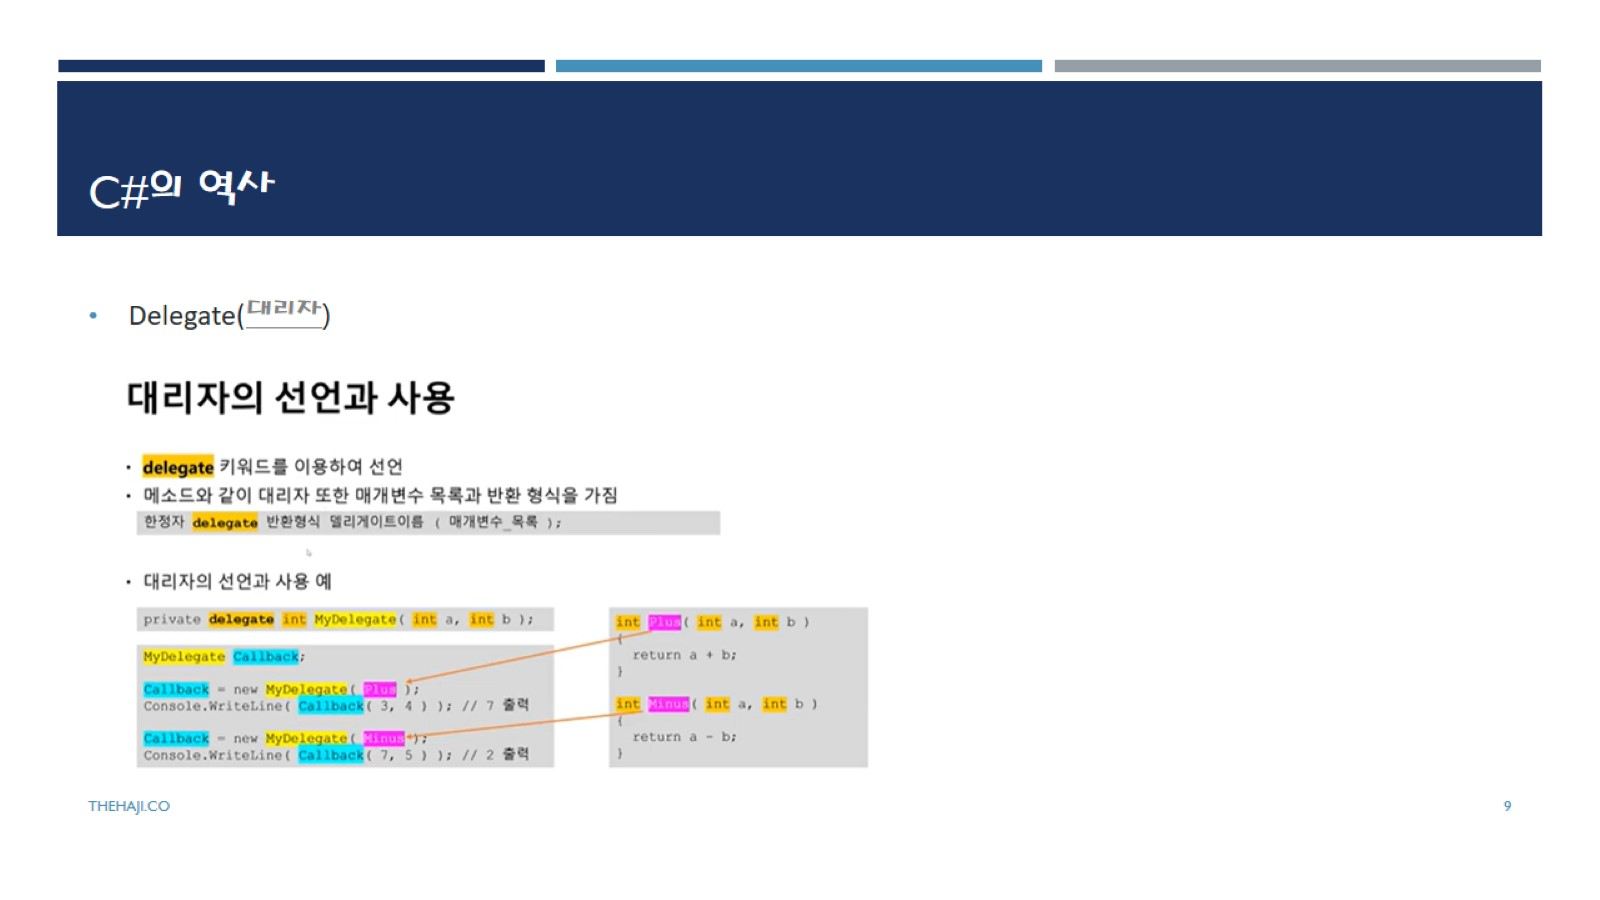 C#의 역사
• Delegate(대리자)
대리자의 선언과 사용
• delegate 키워드를 이용하여 선언
• 메소드와 같이 대리자 또한 매개변수 목록과 반환 형식을 가짐
한정자 delegate 반환형식 델리게이트이름 ( 매개변수_목록 );
• 대리자의 선언과 사용 예
private delegate int MyDelegate( int a, int b );
MyDelegate Callback;
Callback = new MyDelegate( Plus );
Console.WriteLine( Callback( 3, 4 ) ); // 7 출력
Callback = new MyDelegate( Minus );
Console.WriteLine( Callback( 7, 5 ) ); // 2 출력
int Plus( int a, int b )
{
return a + b;
}
int Minus( int a, int b )
{
return a - b;
}
THEHAJI.CO
9